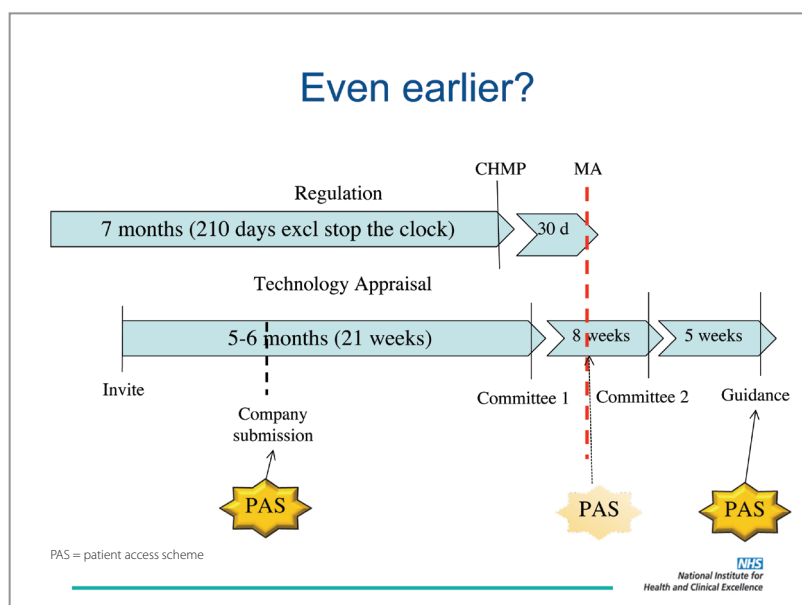 Even earlier?
CHMP
MA
Regulation
7 months (210 days excl stop the clock)
30 d
Technology Appraisal
5-6 months (21 weeks)
8 weeks
5 weeks
Invite
Committee 1
Committee 2
Guidance
Company
submission
PAS
PAS
PAS
PAS = patient access scheme
NHS
National Institute for
Health and Clinical Excellence